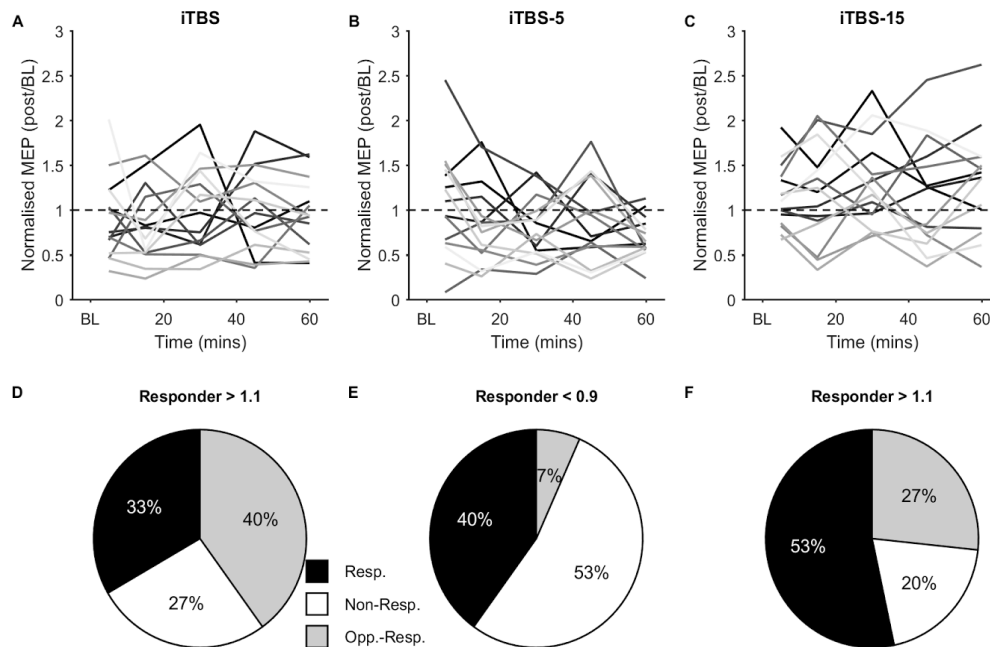 A iTBS B iTBS-5 C iTBS-15
Normalised MEP (post/BL)
3
2.5
2
1.5
1
0.5
0
BL 20 40 60
Time (mins)
Normalised MEP (post/BL)
3
2.5
2
1.5
1
0.5
0
BL 20 40 60
Time (mins)
Normalised MEP (post/BL)
3
2.5
2
1.5
1
0.5
0
BL 20 40 60
Time (mins)
D Responder > 1.1 E Responder < 0.9 F Responder > 1.1
33%
40%
27%
7%
40%
53%
27%
53%
20%
Resp.
Non-Resp.
Opp.-Resp.